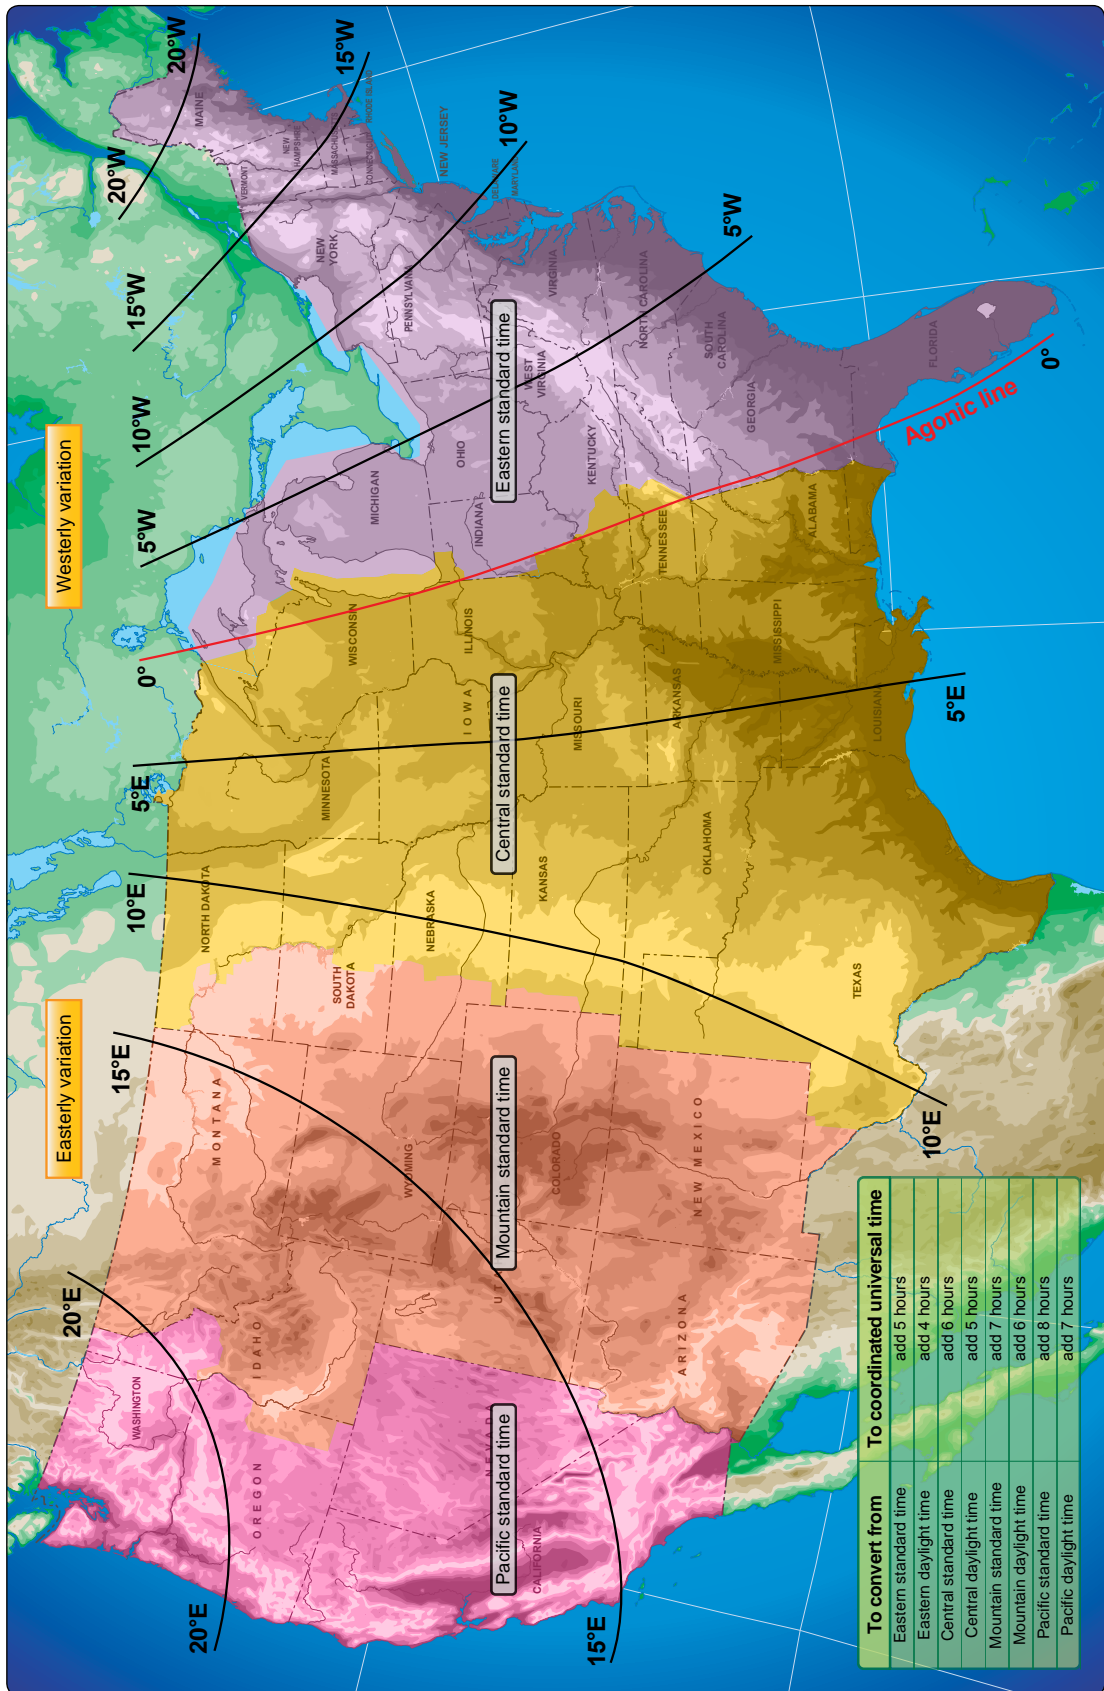 Easterly variation
Westerly variation
20°E
15°E
10°E
5°E
0°
5°W
10°W
15°W
20°W
20°W
15°W
10°W
5°W
0°
5°E
10°E
15°E
20°E
Agonic line
Pacific standard time
Mountain standard time
Central standard time
Eastern standard time
WASHINGTON
OREGON
CALIFORNIA
NEVAD
IDAHO
MONTANA
WYOMING
UT
COLORADO
ARIZONA
NEW MEXICO
NORTH DAKOTA
SOUTH
DAKOTA
NEBRASKA
KANSAS
OKLAHOMA
TEXAS
MINNESOTA
IOWA
MISSOURI
ARKANSAS
LOUISIANA
WISCONSIN
ILLINOIS
MISSISSIPPI
MICHIGAN
INDIANA
OHIO
KENTUCKY
TENNESSEE
ALABAMA
GEORGIA
FLORIDA
SOUTH
CAROLINA
NORTH CAROLINA
VIRGINIA
WEST
VIRGINIA
PENNSYLVANIA
NEW
YORK
VERMONT
NEW
HAMPSHIRE
MAINE
MASSACHUSETTS
CONNECTICUT
RHODE ISLAND
NEW JERSEY
DELAWARE
MARYLAND
To convert from To coordinated universal time
Eastern standard time add 5 hours
Eastern daylight time add 4 hours
Central standard time add 6 hours
Central daylight time add 5 hours
Mountain standard time add 7 hours
Mountain daylight time add 6 hours
Pacific standard time add 8 hours
Pacific daylight time add 7 hours